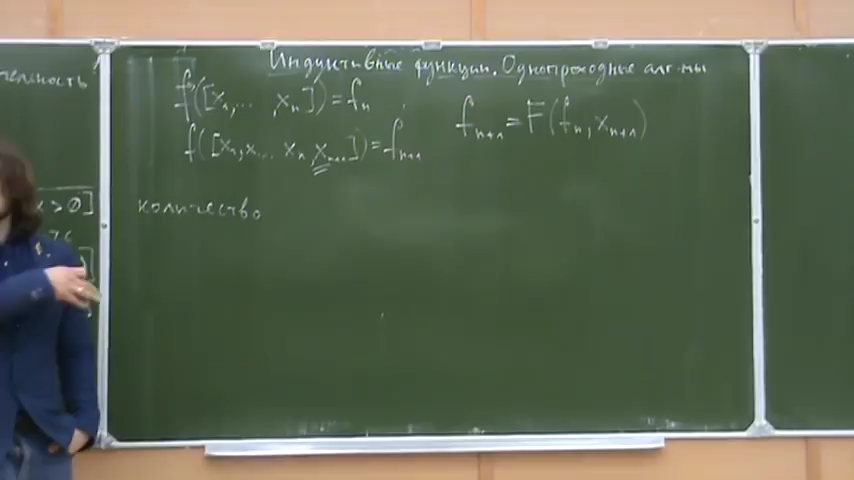 Индуктивные функции. Однопроходные алг-мы
f([x₁,... ,xₙ])=fₙ
fₙ₊₁=F(fₙ, xₙ₊₁)
f([x₁,x... xₙ,xₙ₊₁])=fₙ₊₁
количество
x>0]